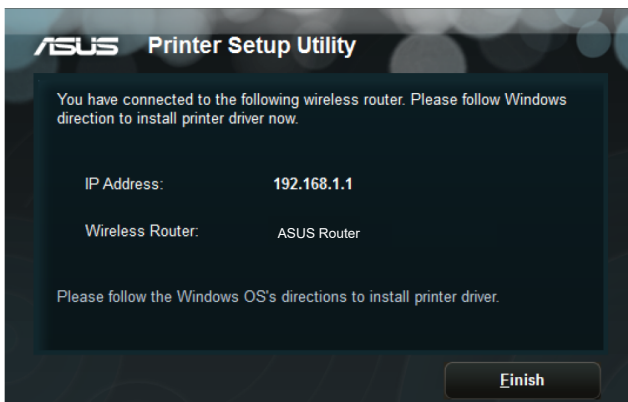 ASUS Printer Setup Utility
You have connected to the following wireless router. Please follow Windows
direction to install printer driver now.
IP Address: 192.168.1.1
Wireless Router: ASUS Router
Please follow the Windows OS's directions to install printer driver.
Finish